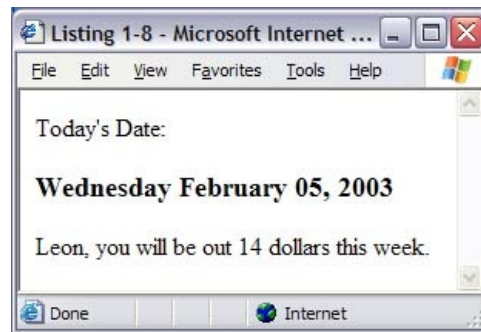 Listing 1-8 - Microsoft Internet ...
File Edit View Favorites Tools Help
Today's Date:
Wednesday February 05, 2003
Leon, you will be out 14 dollars this week.
Done Internet